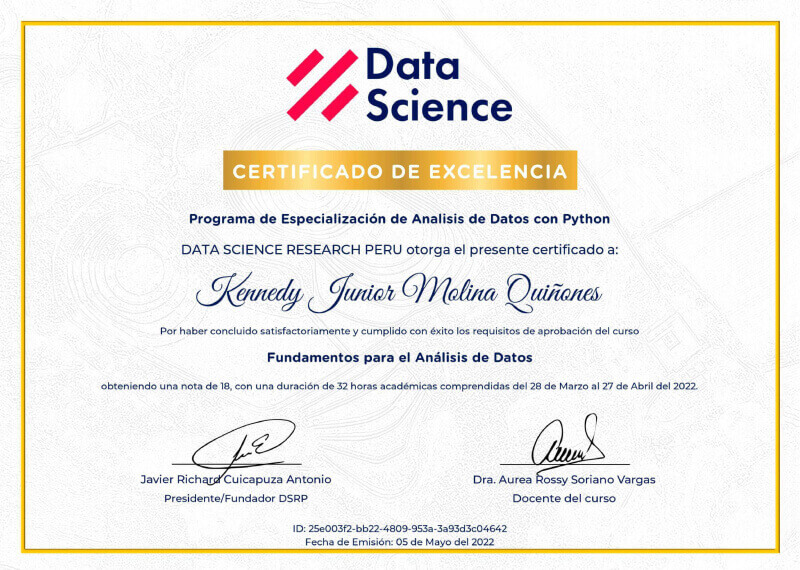 Data
Science
CERTIFICADO DE EXCELENCIA
Programa de Especialización de Analisis de Datos con Python
DATA SCIENCE RESEARCH PERU otorga el presente certificado a:
Kennedy Junior Molina Quiñones
Por haber concluido satisfactoriamente y cumplido con éxito los requisitos de aprobación del curso
Fundamentos para el Análisis de Datos
obteniendo una nota de 18, con una duración de 32 horas académicas comprendidas del 28 de Marzo al 27 de Abril del 2022.
Javier Richard Cuicapuza Antonio
Presidente/Fundador DSRP
Dra. Aurea Rossy Soriano Vargas
Docente del curso
ID: 25e003f2-bb22-4809-953a-3a93d3c04642
Fecha de Emisión: 05 de Mayo del 2022